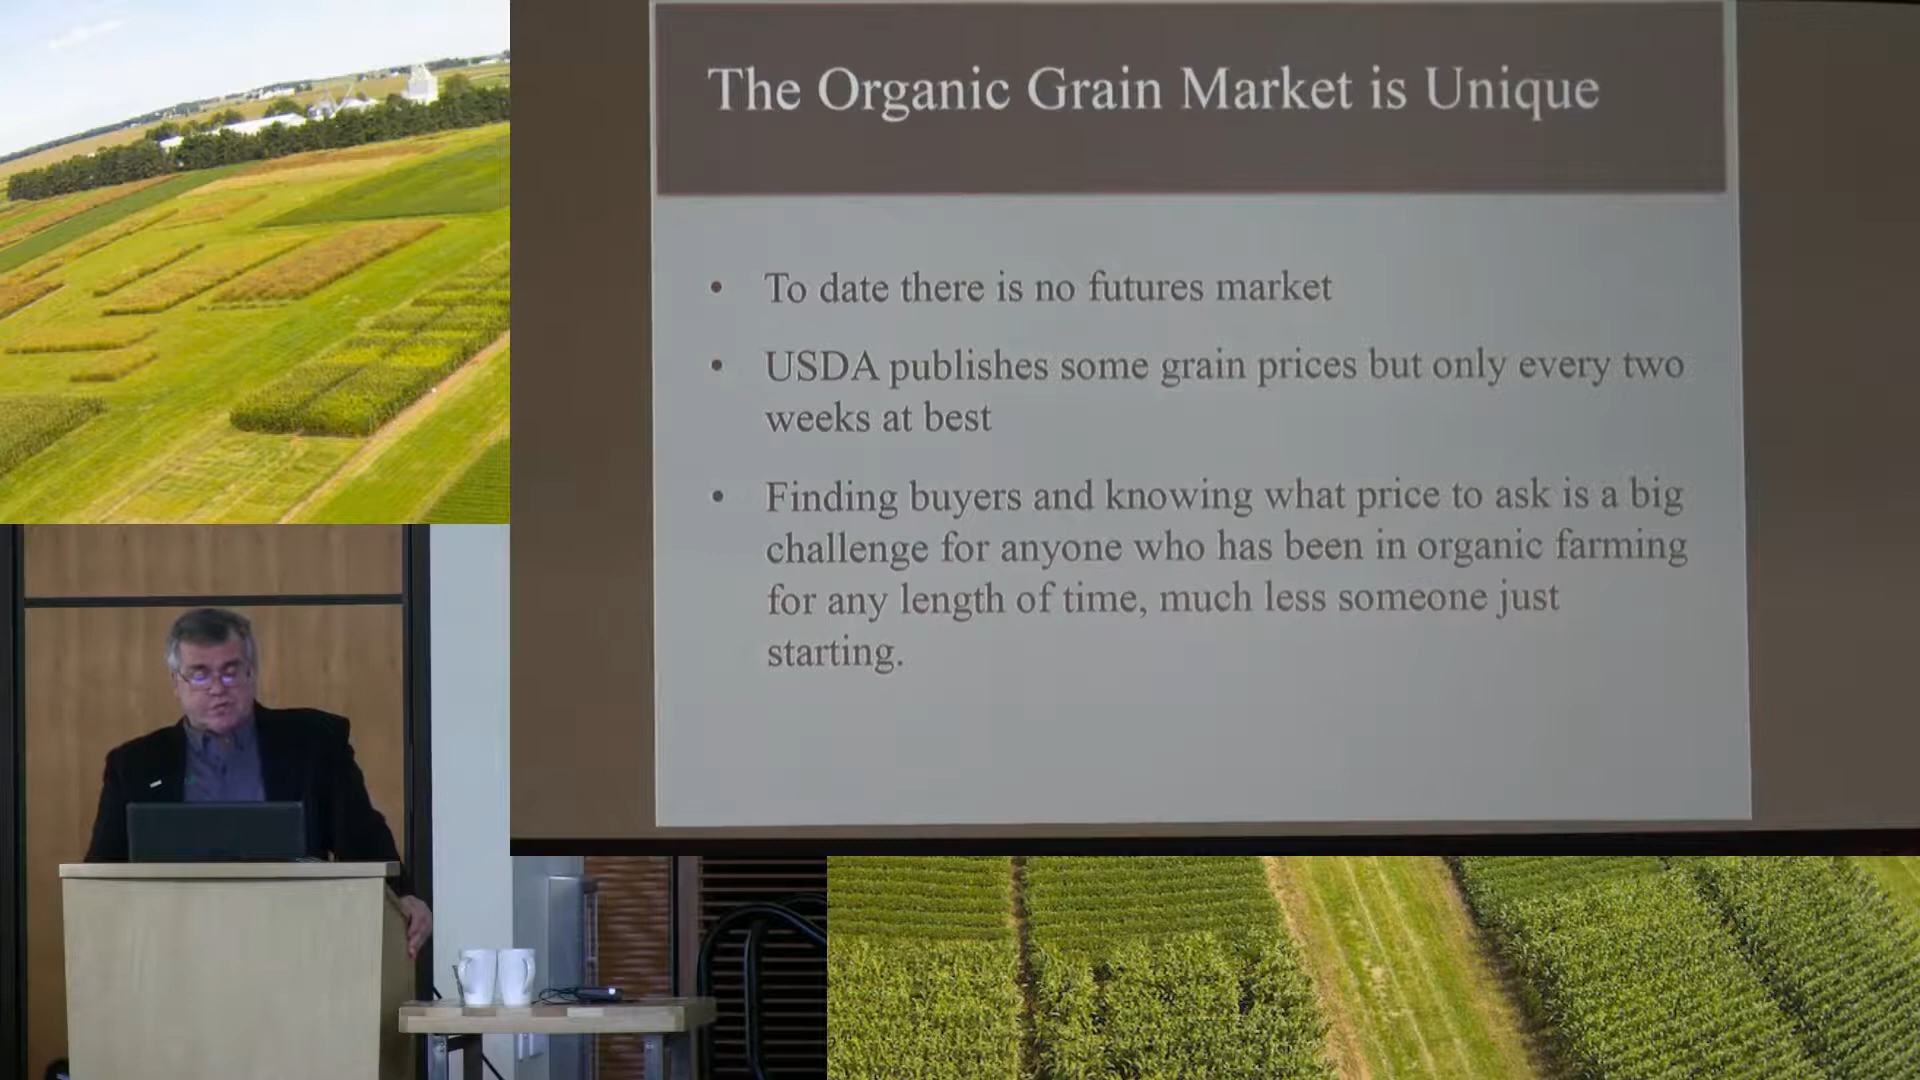 The Organic Grain Market is Unique
• To date there is no futures market
• USDA publishes some grain prices but only every two
weeks at best
• Finding buyers and knowing what price to ask is a big
challenge for anyone who has been in organic farming
for any length of time, much less someone just
starting.